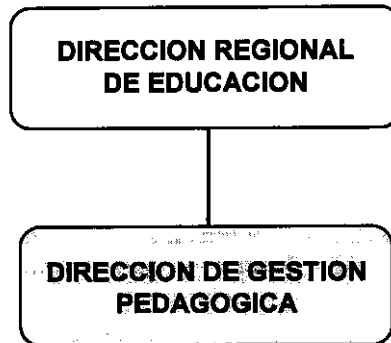 DIRECCION REGIONAL
DE EDUCACION
DIRECCION DE GESTION
PEDAGOGICA